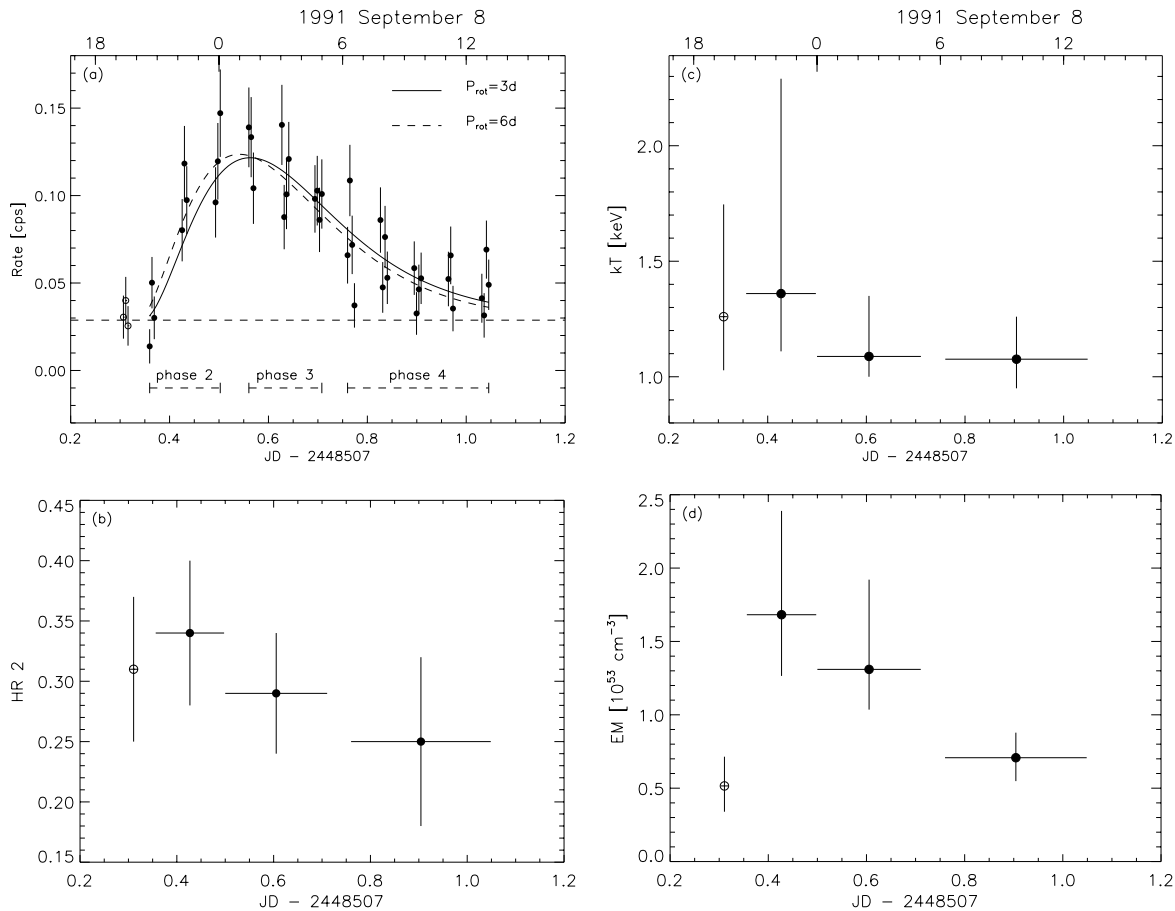 1991 September 8
18 0 6 12
(a)
P_rot=3d
P_rot=6d
0.15
0.10
0.05
0.00
Rate [cps]
phase 2 phase 3 phase 4
0.2 0.4 0.6 0.8 1.0 1.2
JD - 2448507
1991 September 8
18 0 6 12
(c)
2.0
1.6
1.3
1.0
kT [keV]
0.2 0.4 0.6 0.8 1.0 1.2
JD - 2448507
(b)
0.45
0.40
0.35
0.30
0.25
0.20
0.15
HR 2
0.2 0.4 0.6 0.8 1.0 1.2
JD - 2448507
(d)
2.5
2.0
1.5
1.0
0.5
0.0
EM [10⁵³ cm⁻³]
0.2 0.4 0.6 0.8 1.0 1.2
JD - 2448507